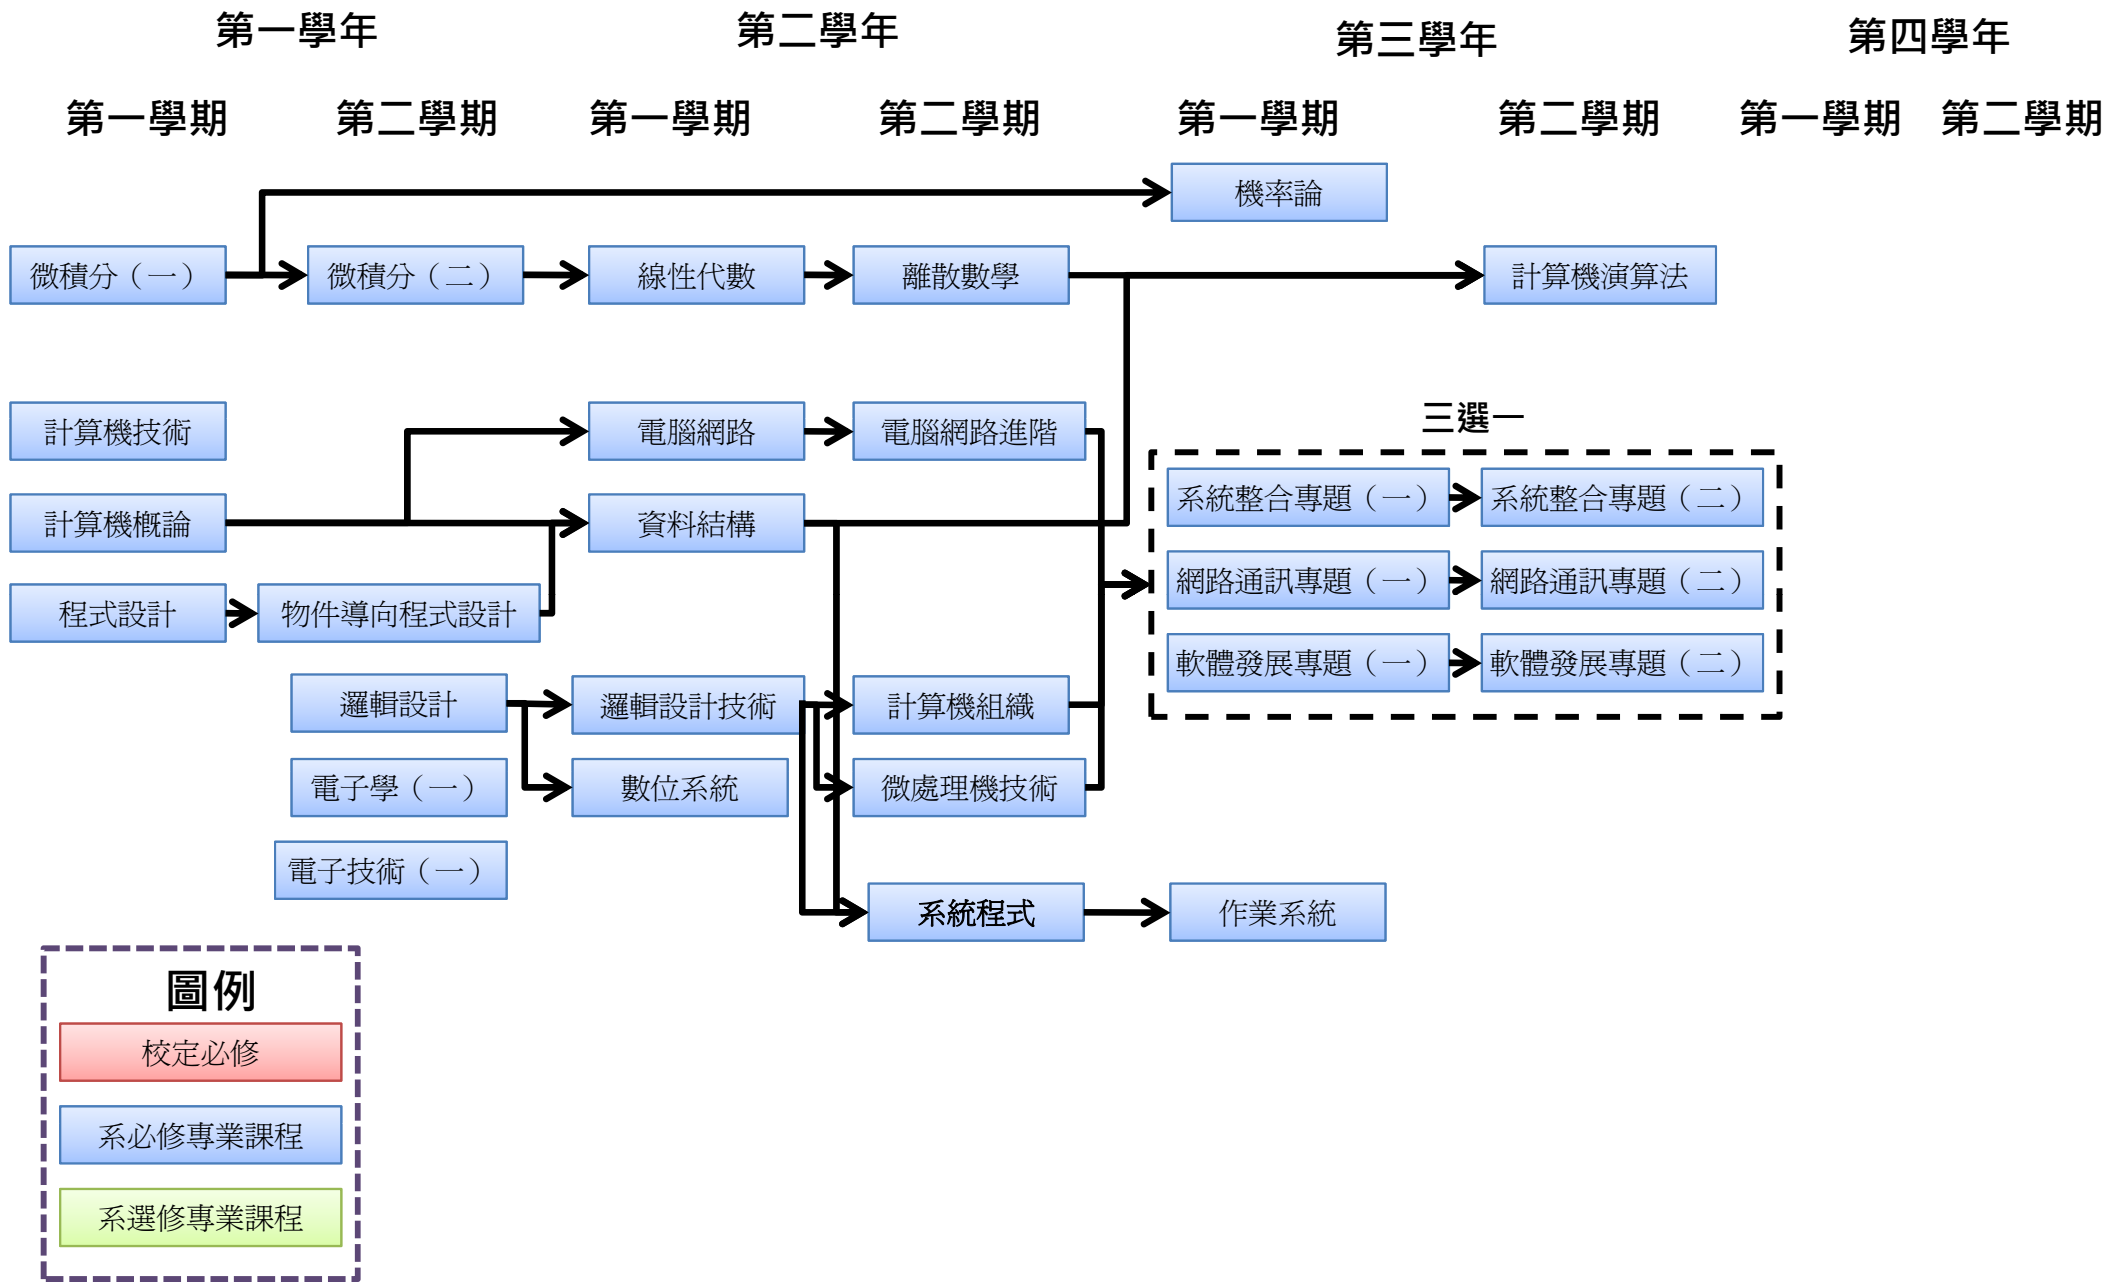 第一學年
第二學年
第三學年
第四學年
第一學期
第二學期
第一學期
第二學期
第一學期
第二學期
第一學期
第二學期
機率論
微積分（一）
微積分（二）
線性代數
離散數學
計算機演算法
計算機技術
電腦網路
電腦網路進階
三選一
計算機概論
資料結構
系統整合專題（一）
系統整合專題（二）
程式設計
物件導向程式設計
網路通訊專題（一）
網路通訊專題（二）
軟體發展專題（一）
軟體發展專題（二）
邏輯設計
邏輯設計技術
計算機組織
電子學（一）
數位系統
微處理機技術
電子技術（一）
系統程式
作業系統
圖例
校定必修
系必修專業課程
系選修專業課程